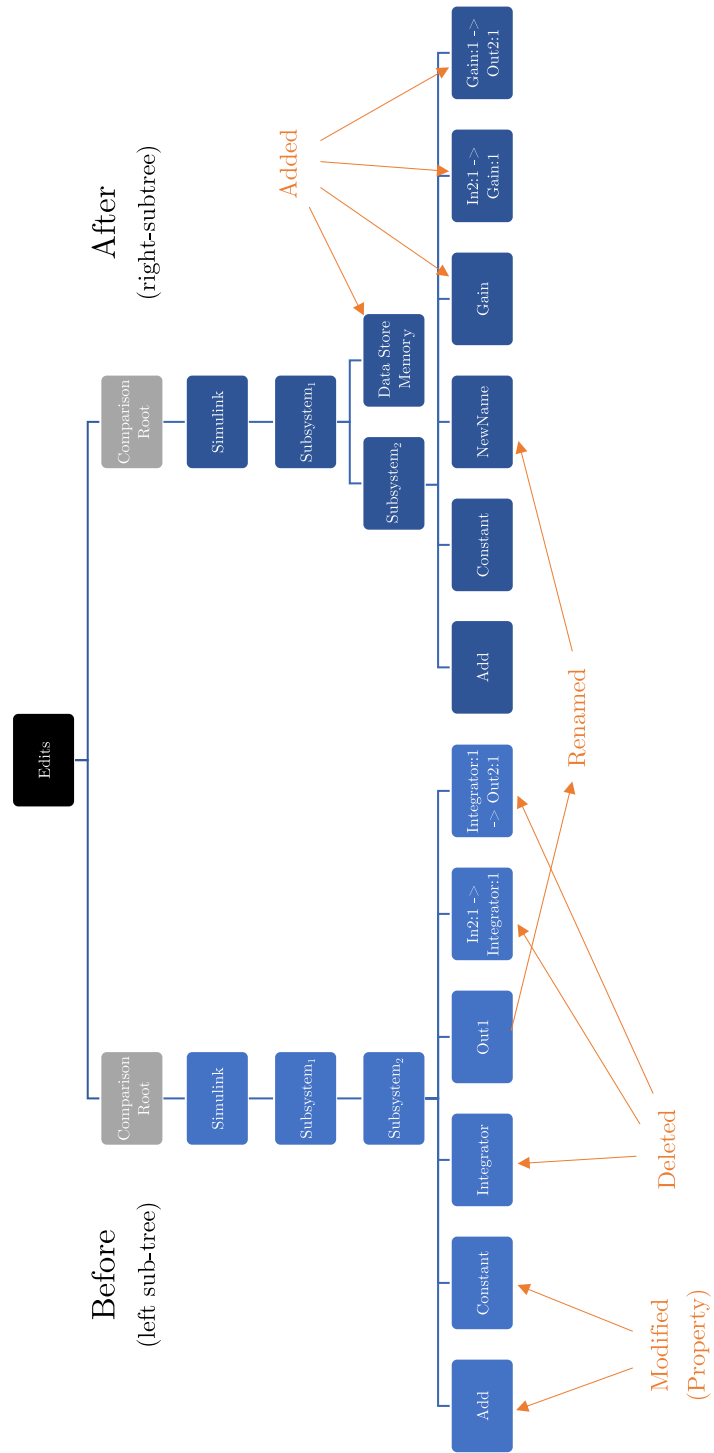 Edits
Before
(left sub-tree)
After
(right-subtree)
Comparison
Root
Comparison
Root
Simulink
Simulink
Subsystem₁
Subsystem₁
Added
Subsystem₂
Subsystem₂
Data Store
Memory
Add
Constant
Integrator
Out1
In2:1 ->
Integrator:1
Integrator:1
-> Out2:1
Add
Constant
NewName
Gain
In2:1 ->
Gain:1
Gain:1 ->
Out2:1
Modified
(Property)
Deleted
Renamed